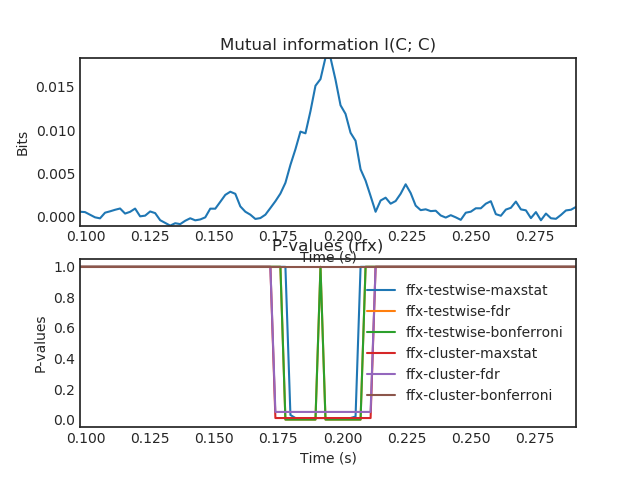 Mutual information I(C; C)
Bits
0.015
0.010
0.005
0.000
0.100 0.125 0.150 0.175 0.200 0.225 0.250 0.275
Time (s)
P-values (rfx)
P-values
1.0
0.8
0.6
0.4
0.2
0.0
ffx-testwise-maxstat
ffx-testwise-fdr
ffx-testwise-bonferroni
ffx-cluster-maxstat
ffx-cluster-fdr
ffx-cluster-bonferroni
0.100 0.125 0.150 0.175 0.200 0.225 0.250 0.275
Time (s)